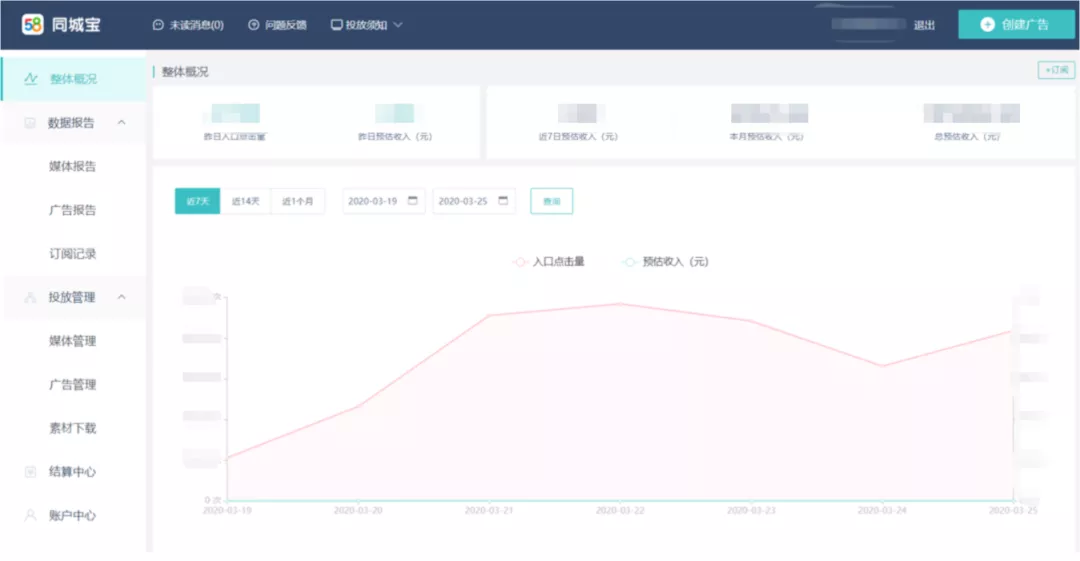 58 同城宝 未读消息(0) 问题反馈 投放须知 退出 创建广告
整体概况
数据报告
媒体报告
广告报告
订阅记录
投放管理
媒体管理
广告管理
素材下载
结算中心
账户中心
整体概况 +订阅
昨日入口点击量 昨日预估收入（元） 近7日预估收入（元） 本月预估收入（元） 总预估收入（元）
近7天 近14天 近1个月 2020-03-19 2020-03-25 查询
入口点击量 预估收入（元）
次
0 次
2020-03-19 2020-03-20 2020-03-21 2020-03-22 2020-03-23 2020-03-24 2020-03-25